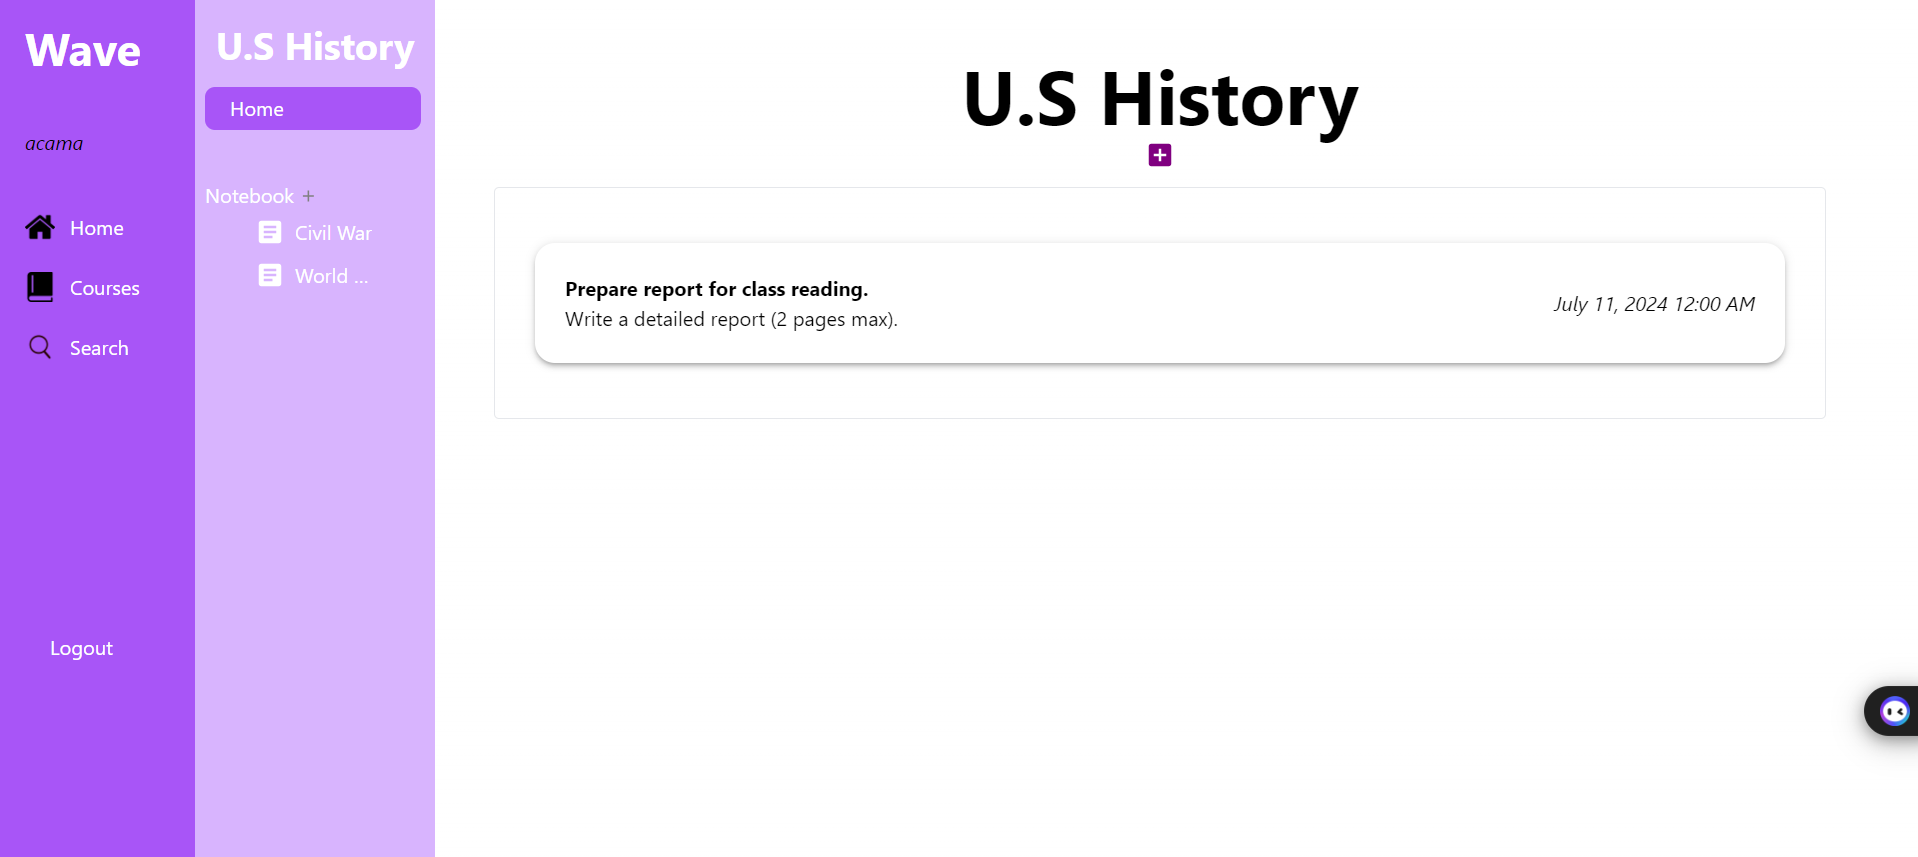 Wave
acama
Home
Courses
Search
Logout
U.S History
Home
Notebook +
Civil War
World ...
U.S History
Prepare report for class reading.
Write a detailed report (2 pages max).
July 11, 2024 12:00 AM